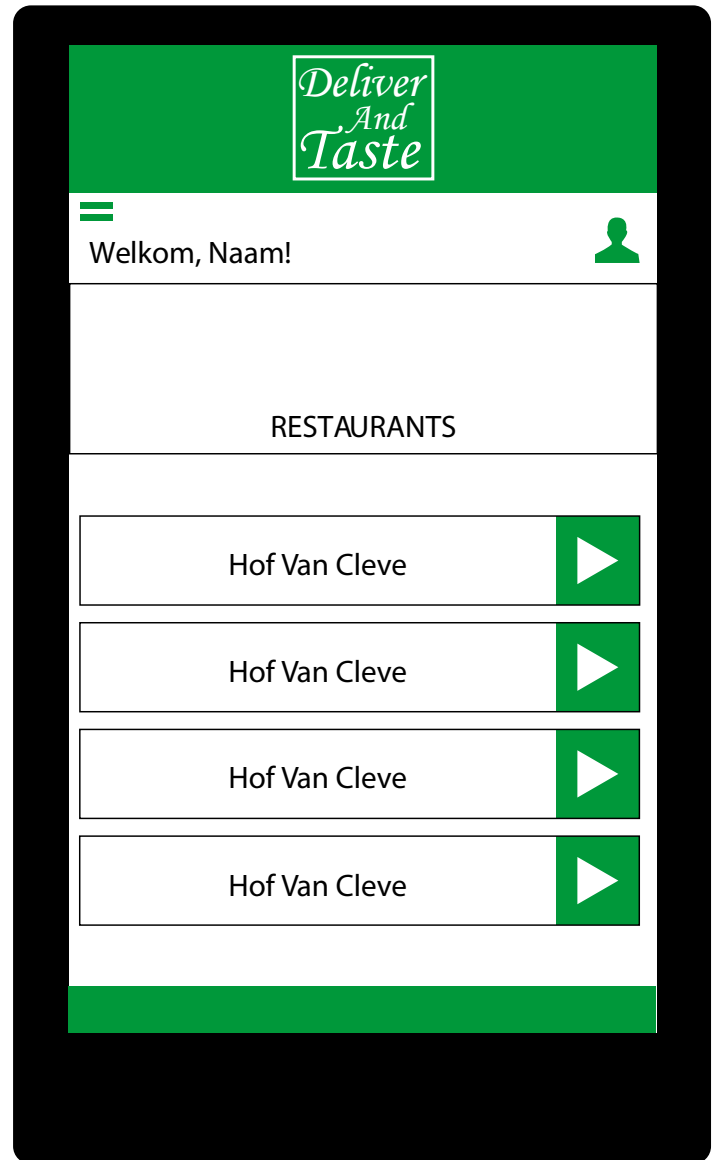 Deliver
And
Taste
Welkom, Naam!
RESTAURANTS
Hof Van Cleve
Hof Van Cleve
Hof Van Cleve
Hof Van Cleve